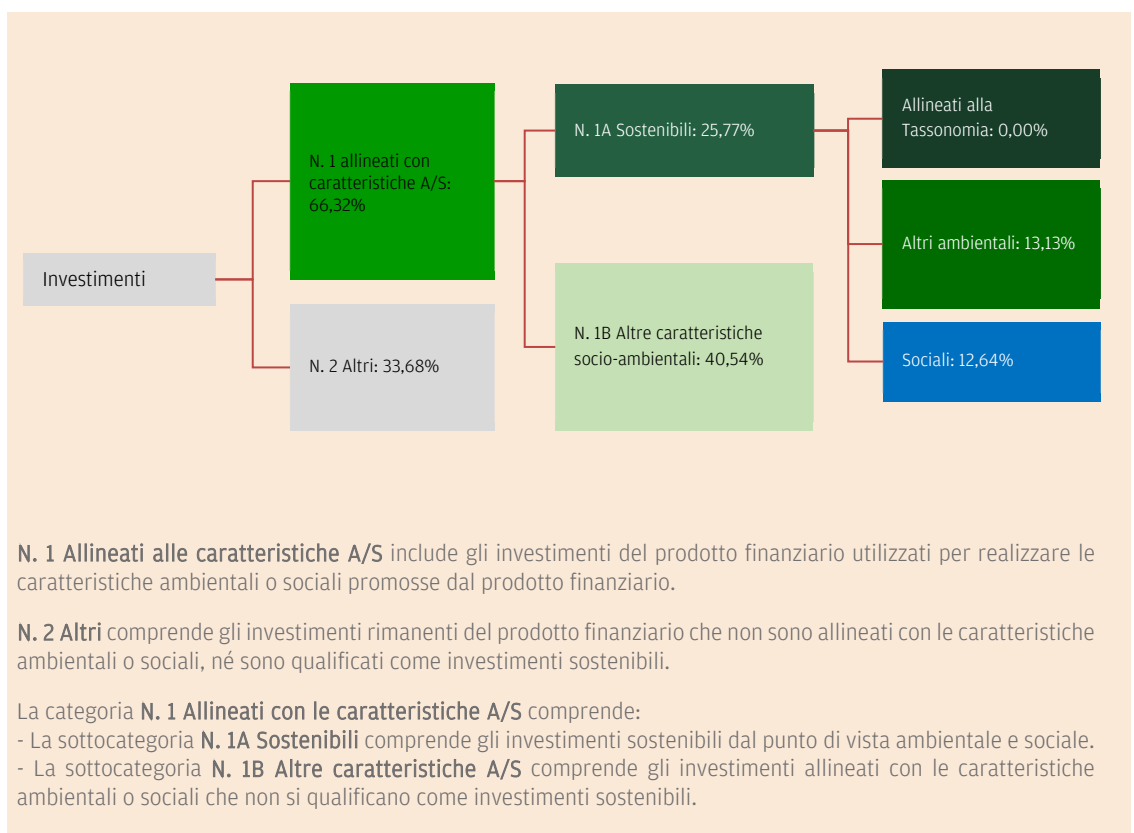 Investimenti
N. 1 allineati con
caratteristiche A/S:
66,32%
N. 2 Altri: 33,68%
N. 1A Sostenibili: 25,77%
N. 1B Altre caratteristiche
socio-ambientali: 40,54%
Allineati alla
Tassonomia: 0,00%
Altri ambientali: 13,13%
Sociali: 12,64%
N. 1 Allineati alle caratteristiche A/S include gli investimenti del prodotto finanziario utilizzati per realizzare le
caratteristiche ambientali o sociali promosse dal prodotto finanziario.
N. 2 Altri comprende gli investimenti rimanenti del prodotto finanziario che non sono allineati con le caratteristiche
ambientali o sociali, né sono qualificati come investimenti sostenibili.
La categoria N. 1 Allineati con le caratteristiche A/S comprende:
- La sottocategoria N. 1A Sostenibili comprende gli investimenti sostenibili dal punto di vista ambientale e sociale.
- La sottocategoria N. 1B Altre caratteristiche A/S comprende gli investimenti allineati con le caratteristiche
ambientali o sociali che non si qualificano come investimenti sostenibili.